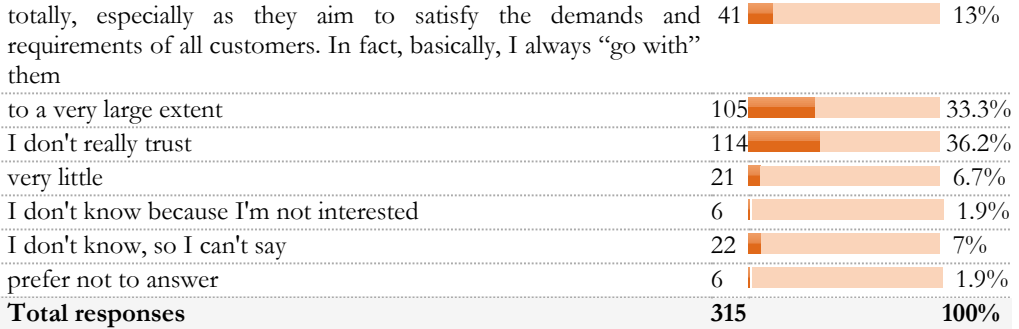 totally, especially as they aim to satisfy the demands and 41 13%
requirements of all customers. In fact, basically, I always “go with”
them
to a very large extent 105 33.3%
I don't really trust 114 36.2%
very little 21 6.7%
I don't know because I'm not interested 6 1.9%
I don't know, so I can't say 22 7%
prefer not to answer 6 1.9%
Total responses 315 100%